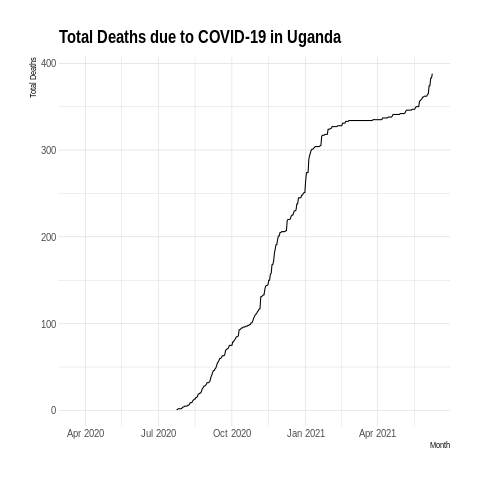 Total Deaths due to COVID-19 in Uganda
Total Deaths
400
300
200
100
0
Apr 2020 Jul 2020 Oct 2020 Jan 2021 Apr 2021
Month